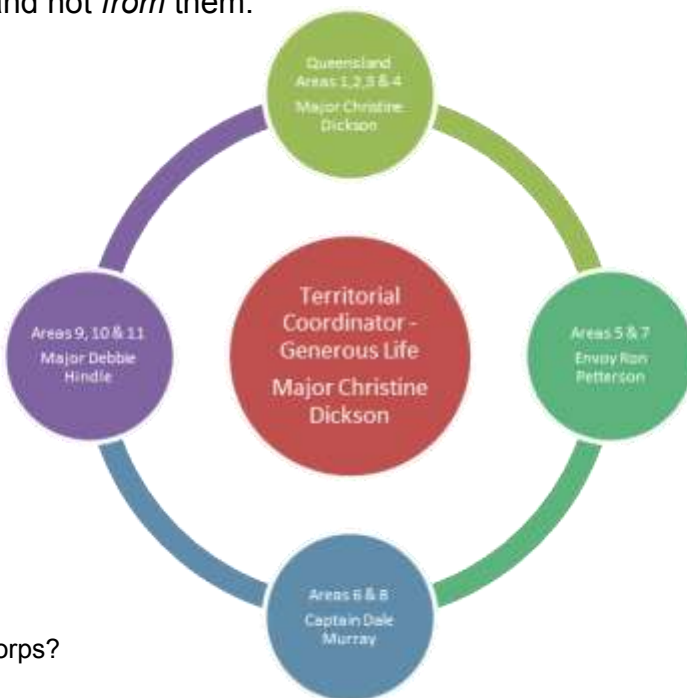 and not from them.
Queensland
Areas 1,2,3 & 4
Major Christine
Dickson
Territorial
Coordinator -
Generous Life
Major Christine
Dickson
Areas 9, 10 & 11
Major Debbie
Hindle
Areas 5 & 7
Envoy Ron
Petterson
Areas 6 & 8
Captain Dale
Murray
orps?